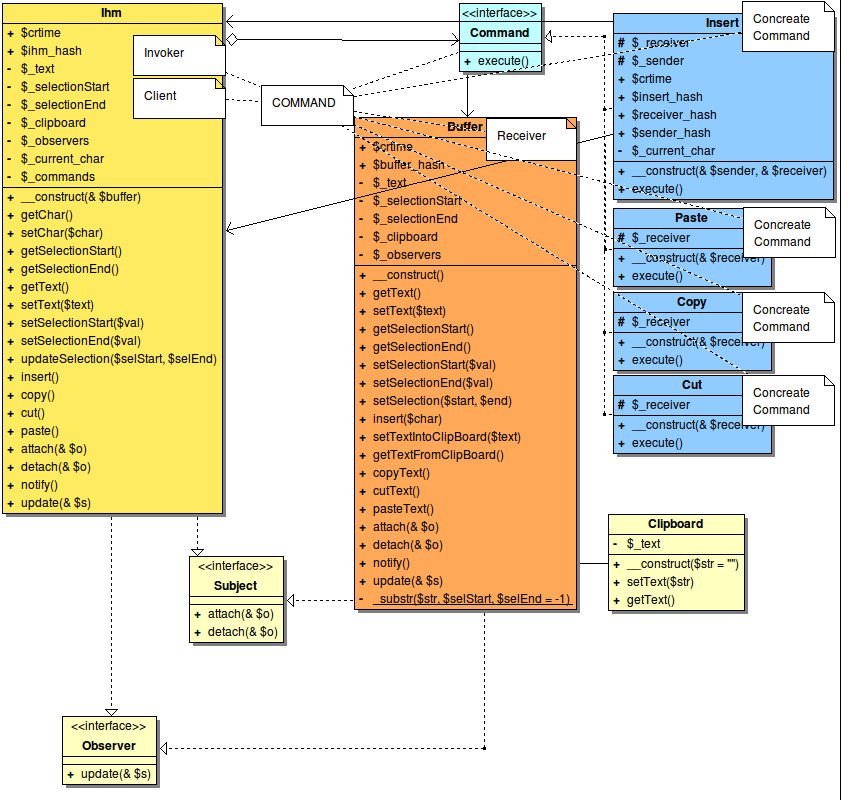 Ihm
+ $crtime
+ $ihm_hash
- $_text
- $_selectionStart
- $_selectionEnd
- $_clipboard
- $_observers
- $_current_char
- $_commands
+ __construct(& $buffer)
+ getChar()
+ setChar($char)
+ getSelectionStart()
+ getSelectionEnd()
+ getText()
+ setText($text)
+ setSelectionStart($val)
+ setSelectionEnd($val)
+ updateSelection($selStart, $selEnd)
+ insert()
+ copy()
+ cut()
+ paste()
+ attach(& $o)
+ detach(& $o)
+ notify()
+ update(& $s)
Invoker
Client
COMMAND
<<interface>>
Command
+ execute()
Buffer
+ $crtime
+ $buffer_hash
- $_text
- $_selectionStart
- $_selectionEnd
- $_clipboard
- $_observers
+ __construct()
+ getText()
+ setText($text)
+ getSelectionStart()
+ getSelectionEnd()
+ setSelectionStart($val)
+ setSelectionEnd($val)
+ setSelection($start, $end)
+ insert($char)
+ setTextIntoClipBoard($text)
+ getTextFromClipBoard()
+ copyText()
+ cutText()
+ pasteText()
+ attach(& $o)
+ detach(& $o)
+ notify()
+ update(& $s)
- _substr($str, $selStart, $selEnd = -1)
Receiver
Insert
# $_receiver
# $_sender
+ $crtime
+ $insert_hash
+ $receiver_hash
+ $sender_hash
- $_current_char
+ __construct(& $sender, & $receiver)
+ execute()
Concreate
Command
Paste
# $_receiver
+ __construct(& $receiver)
+ execute()
Concreate
Command
Copy
# $_receiver
+ __construct(& $receiver)
+ execute()
Concreate
Command
Cut
# $_receiver
+ __construct(& $receiver)
+ execute()
Concreate
Command
Clipboard
- $_text
+ __construct($str = "")
+ setText($str)
+ getText()
<<interface>>
Subject
+ attach(& $o)
+ detach(& $o)
<<interface>>
Observer
+ update(& $s)